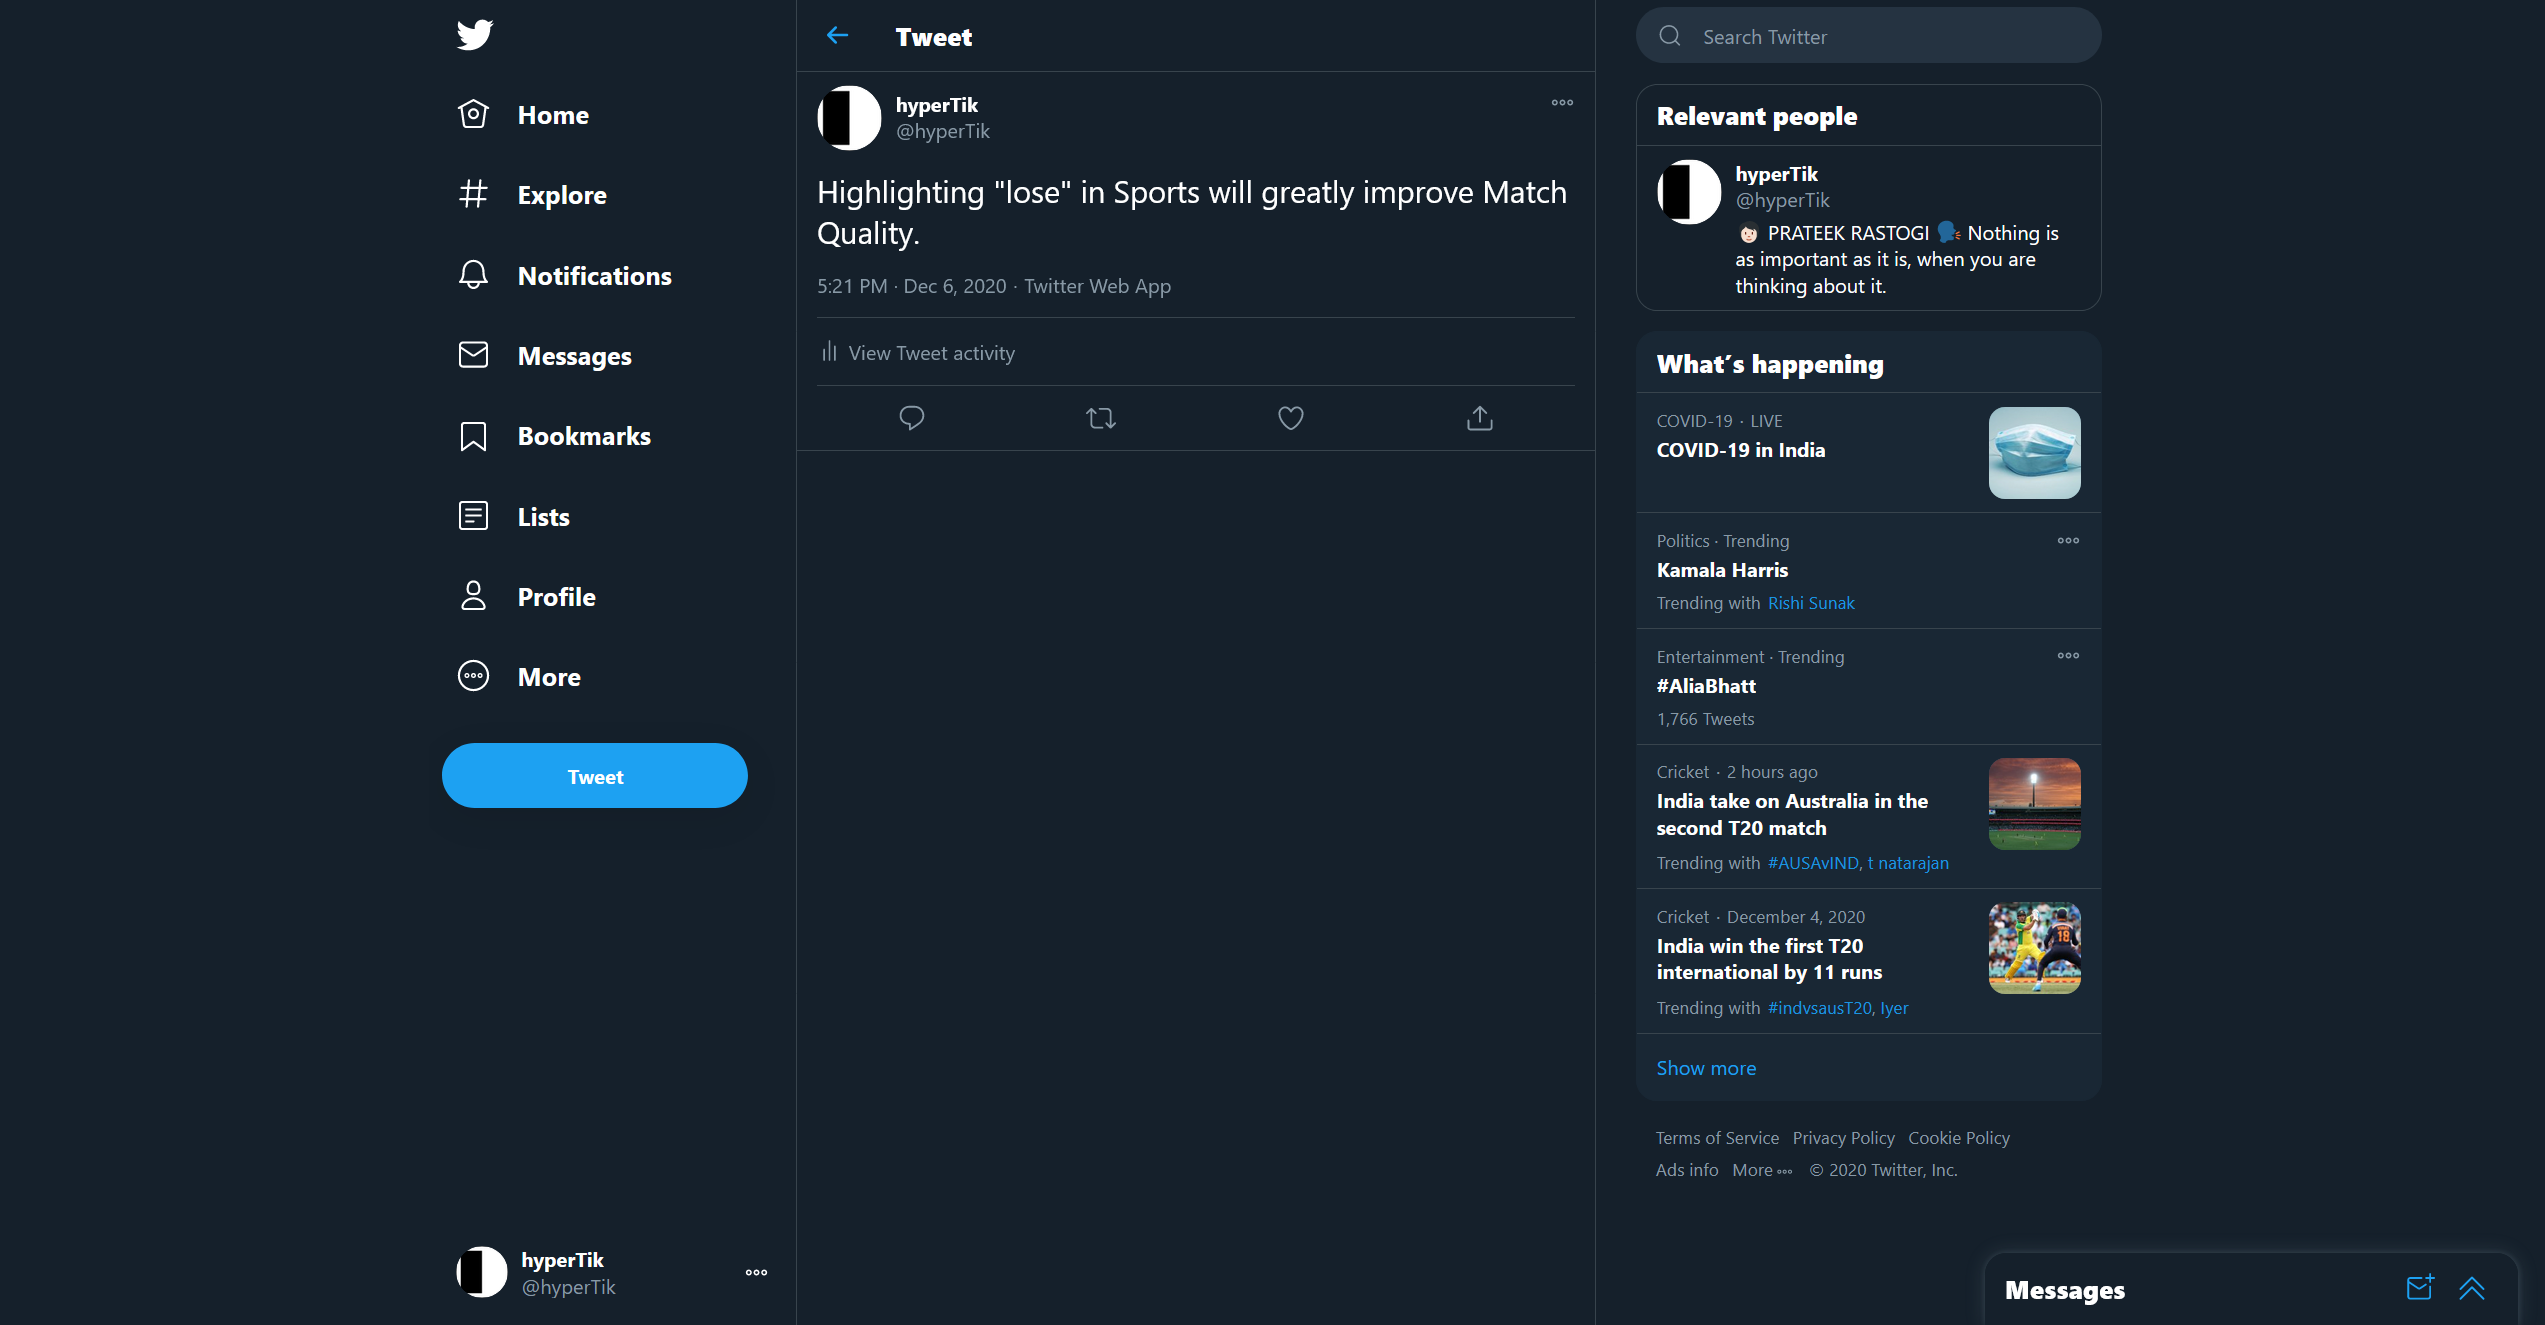 Home
Explore
Notifications
Messages
Bookmarks
Lists
Profile
More
Tweet
hyperTik
@hyperTik
Tweet
hyperTik
@hyperTik
Highlighting "lose" in Sports will greatly improve Match
Quality.
5:21 PM · Dec 6, 2020 · Twitter Web App
View Tweet activity
Search Twitter
Relevant people
hyperTik
@hyperTik
PRATEEK RASTOGI Nothing is
as important as it is, when you are
thinking about it.
What's happening
COVID-19 · LIVE
COVID-19 in India
Politics · Trending
Kamala Harris
Trending with Rishi Sunak
Entertainment · Trending
#AliaBhatt
1,766 Tweets
Cricket · 2 hours ago
India take on Australia in the
second T20 match
Trending with #AUSAvIND, t natarajan
Cricket · December 4, 2020
India win the first T20
international by 11 runs
18
Trending with #indvsausT20, Iyer
Show more
Terms of Service Privacy Policy Cookie Policy
Ads info More © 2020 Twitter, Inc.
Messages